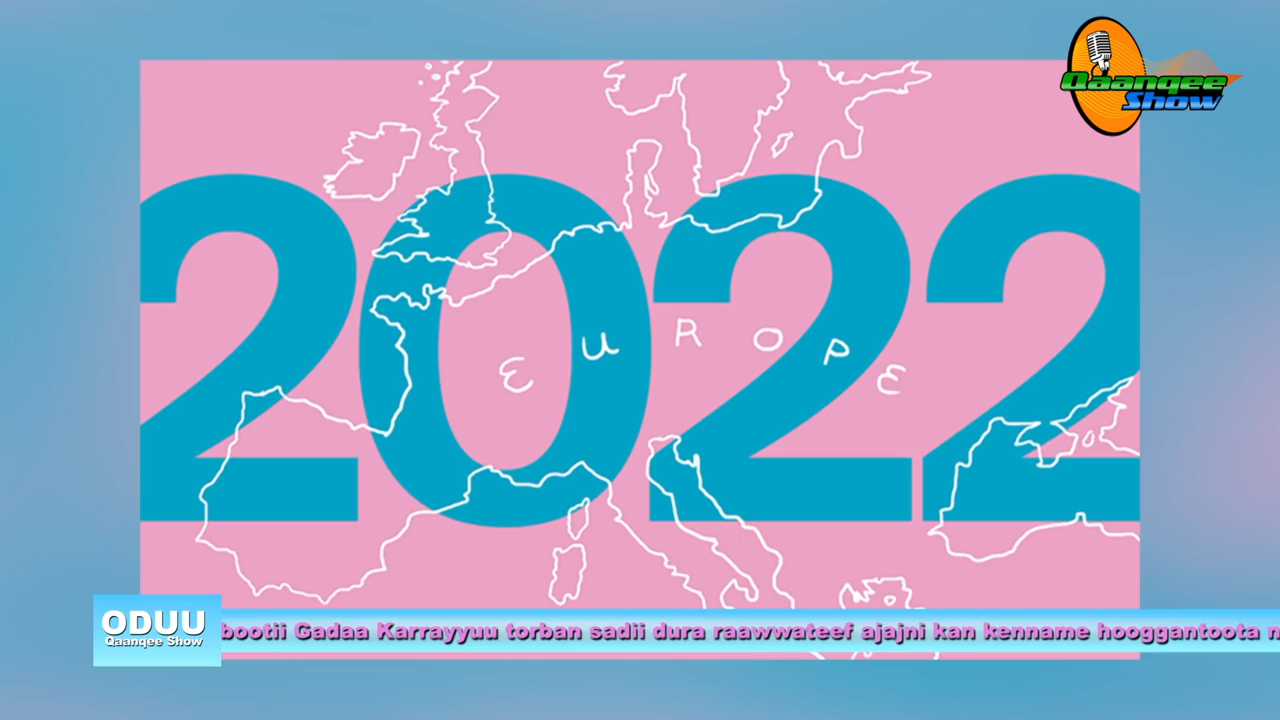 Qaanqee
Show
2022
EUROPE
ODUU
Qaanqee Show
bootii Gadaa Karrayyuu torban sadii dura raawwateef ajajni kan kenname hooggantoota